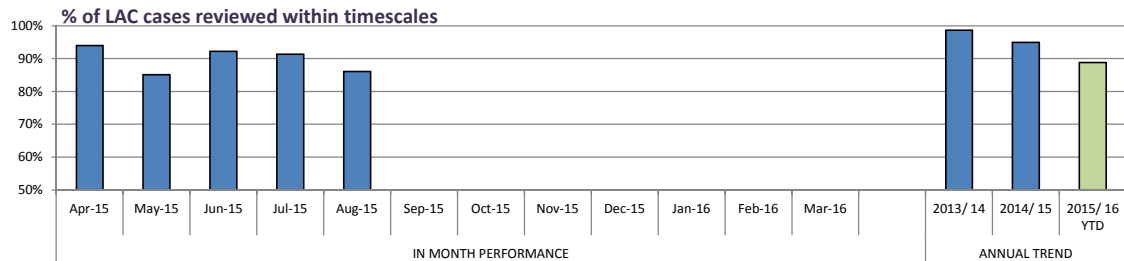 % of LAC cases reviewed within timescales
100%
90%
80%
70%
60%
50%
Apr-15 May-15 Jun-15 Jul-15 Aug-15 Sep-15 Oct-15 Nov-15 Dec-15 Jan-16 Feb-16 Mar-16 2013/ 14 2014/ 15 2015/ 16
YTD
IN MONTH PERFORMANCE ANNUAL TREND